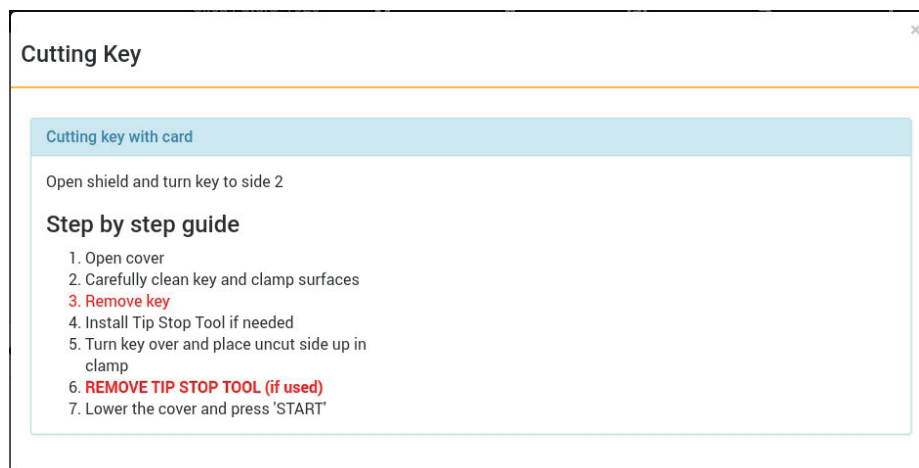 ×
Cutting Key
Cutting key with card
Open shield and turn key to side 2
Step by step guide
1. Open cover
2. Carefully clean key and clamp surfaces
3. Remove key
4. Install Tip Stop Tool if needed
5. Turn key over and place uncut side up in
clamp
6. REMOVE TIP STOP TOOL (if used)
7. Lower the cover and press 'START'